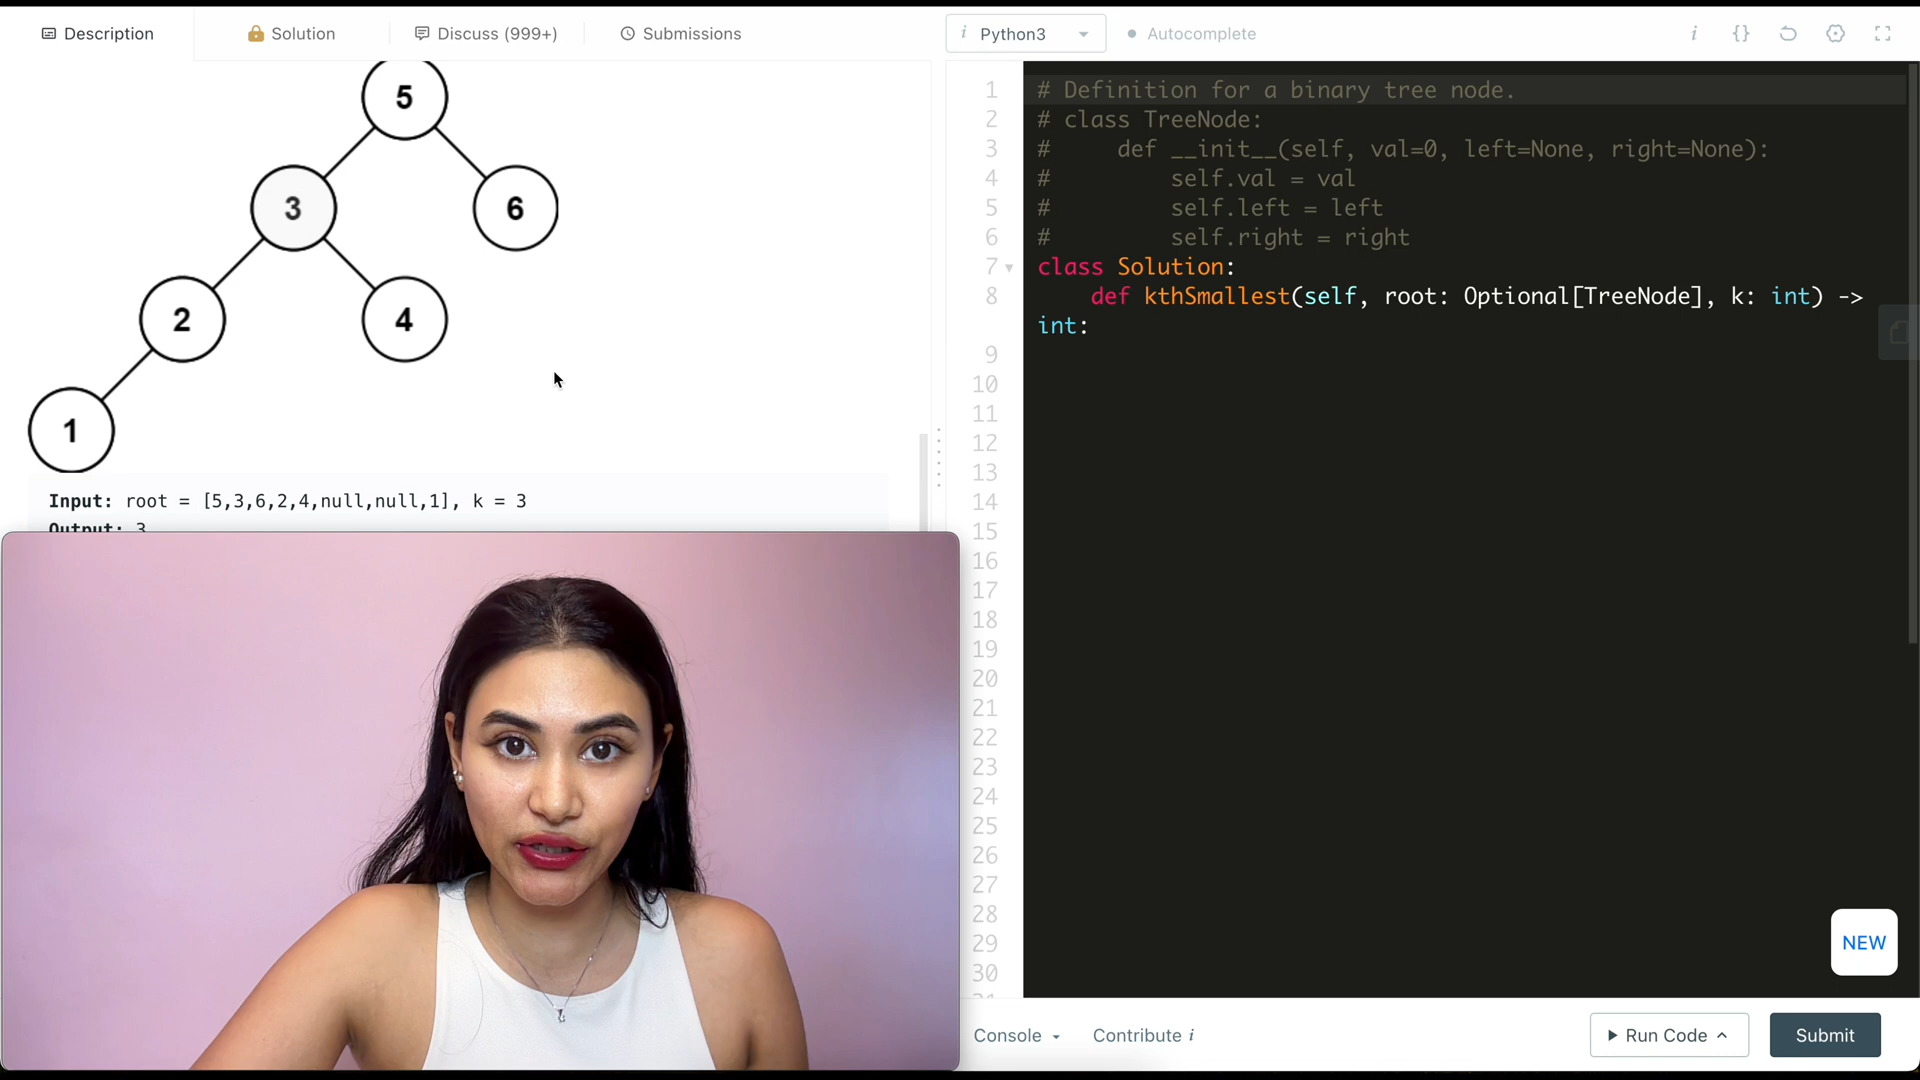 Description
Solution
Discuss (999+)
Submissions
i Python3
Autocomplete
i {}
5
3
6
2
4
1
Input: root = [5,3,6,2,4,null,null,1], k = 3
Output: 3
1 # Definition for a binary tree node.
2 # class TreeNode:
3 #     def __init__(self, val=0, left=None, right=None):
4 #         self.val = val
5 #         self.left = left
6 #         self.right = right
7 class Solution:
8     def kthSmallest(self, root: Optional[TreeNode], k: int) ->
int:
9
10
11
12
13
14
15
16
17
18
19
20
21
22
23
24
25
26
27
28
29
30
31
NEW
Console
Contribute i
Run Code
Submit